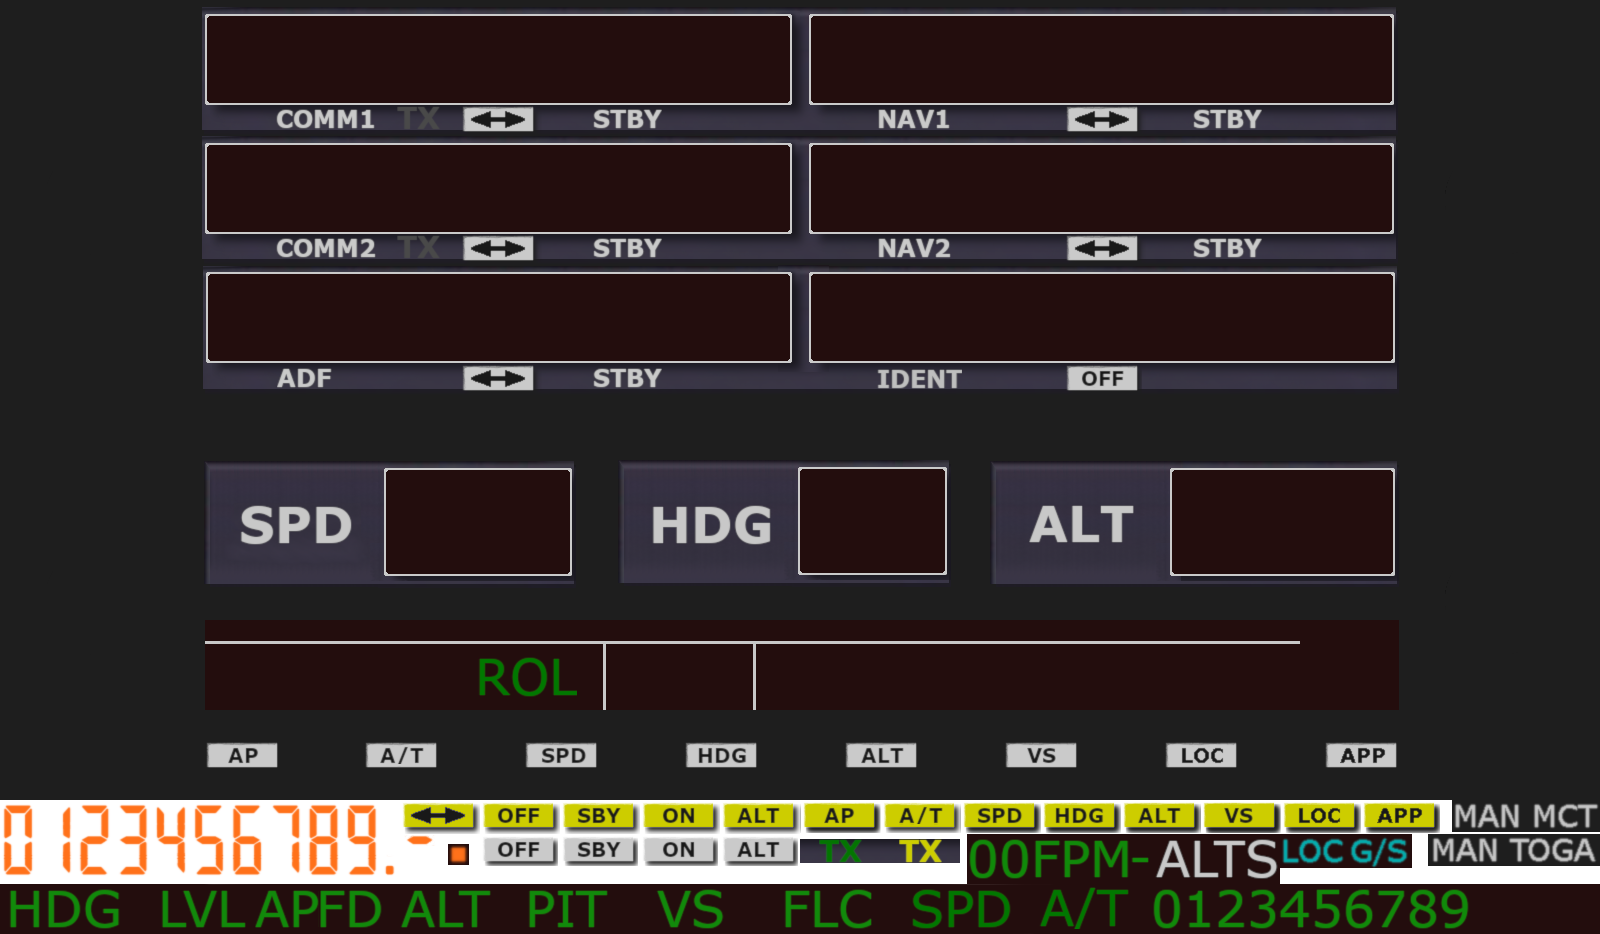 COMM1 TX STBY NAV1 STBY
COMM2 TX STBY NAV2 STBY
ADF STBY IDENT OFF
SPD HDG ALT
ROL
AP A/T SPD HDG ALT VS LOC APP
0123456789.- OFF SBY ON ALT AP A/T SPD HDG ALT VS LOC APP MAN MCT
OFF SBY ON ALT TX TX 00FPM-ALTS LOC G/S MAN TOGA
HDG LVL APFD ALT PIT VS FLC SPD A/T 0123456789